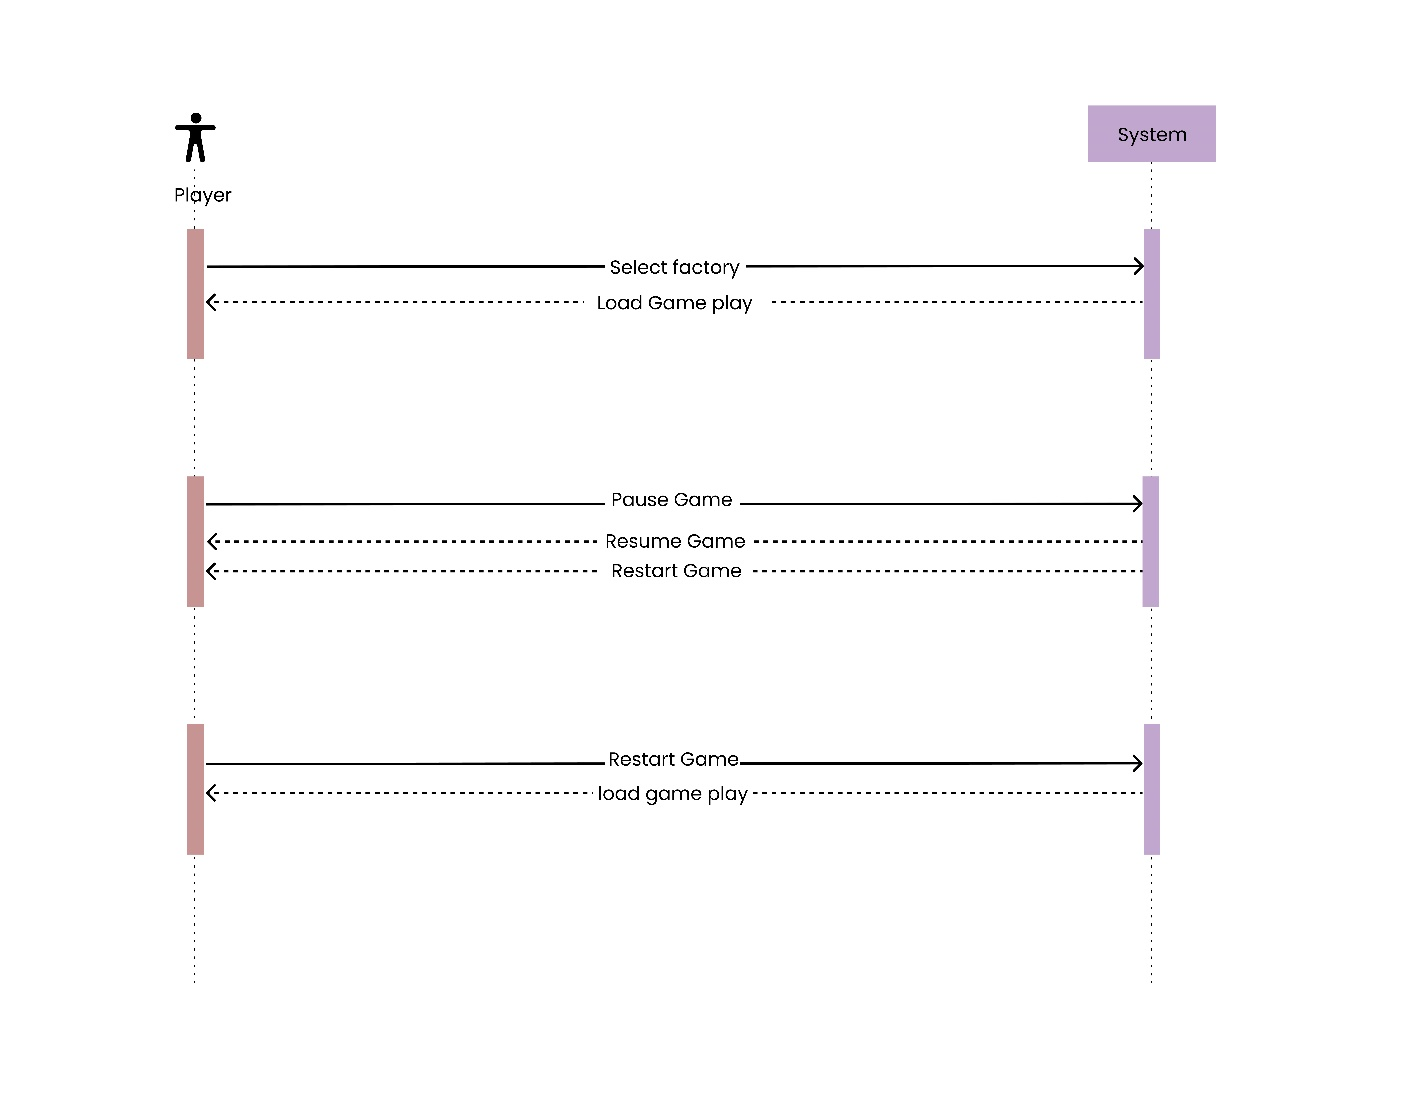 System
Player
Select factory
Load Game play
Pause Game
Resume Game
Restart Game
Restart Game
load game play